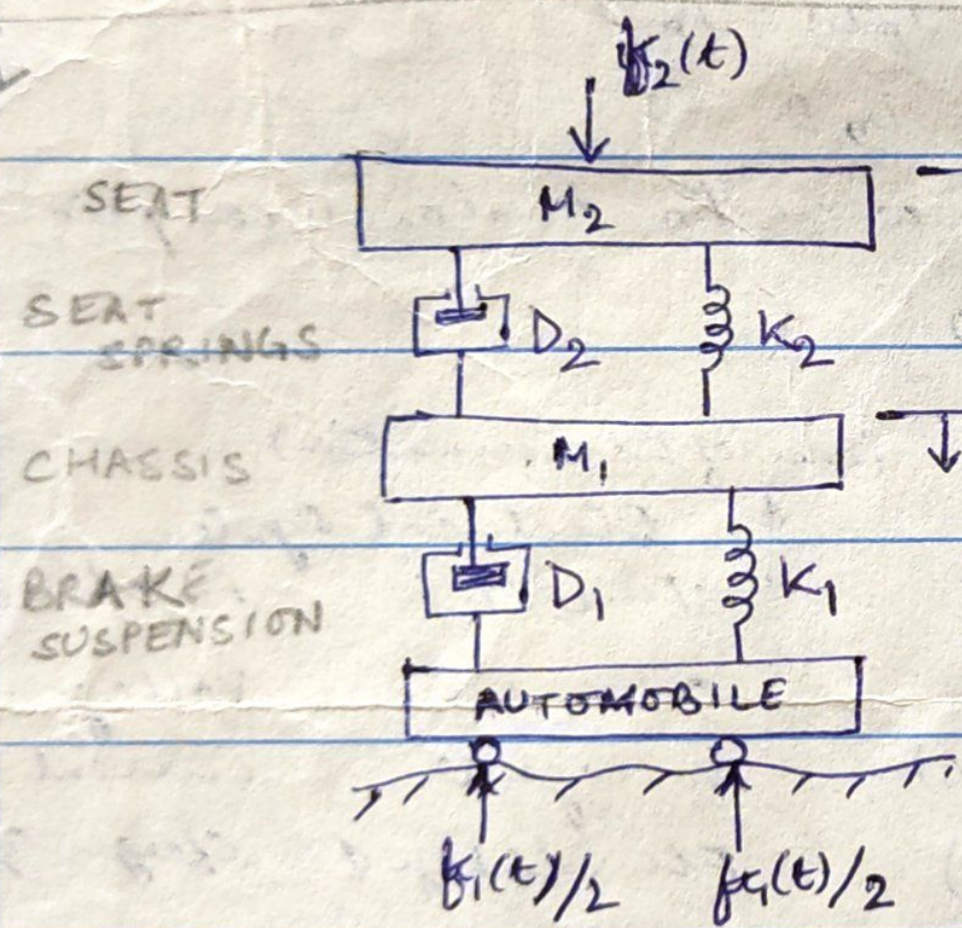 f₂(t)
SEAT M₂
SEAT
SPRINGS D₂ K₂
CHASSIS M₁
BRAKE
SUSPENSION D₁ K₁
AUTOMOBILE
f₁(t)/2 f₁(t)/2